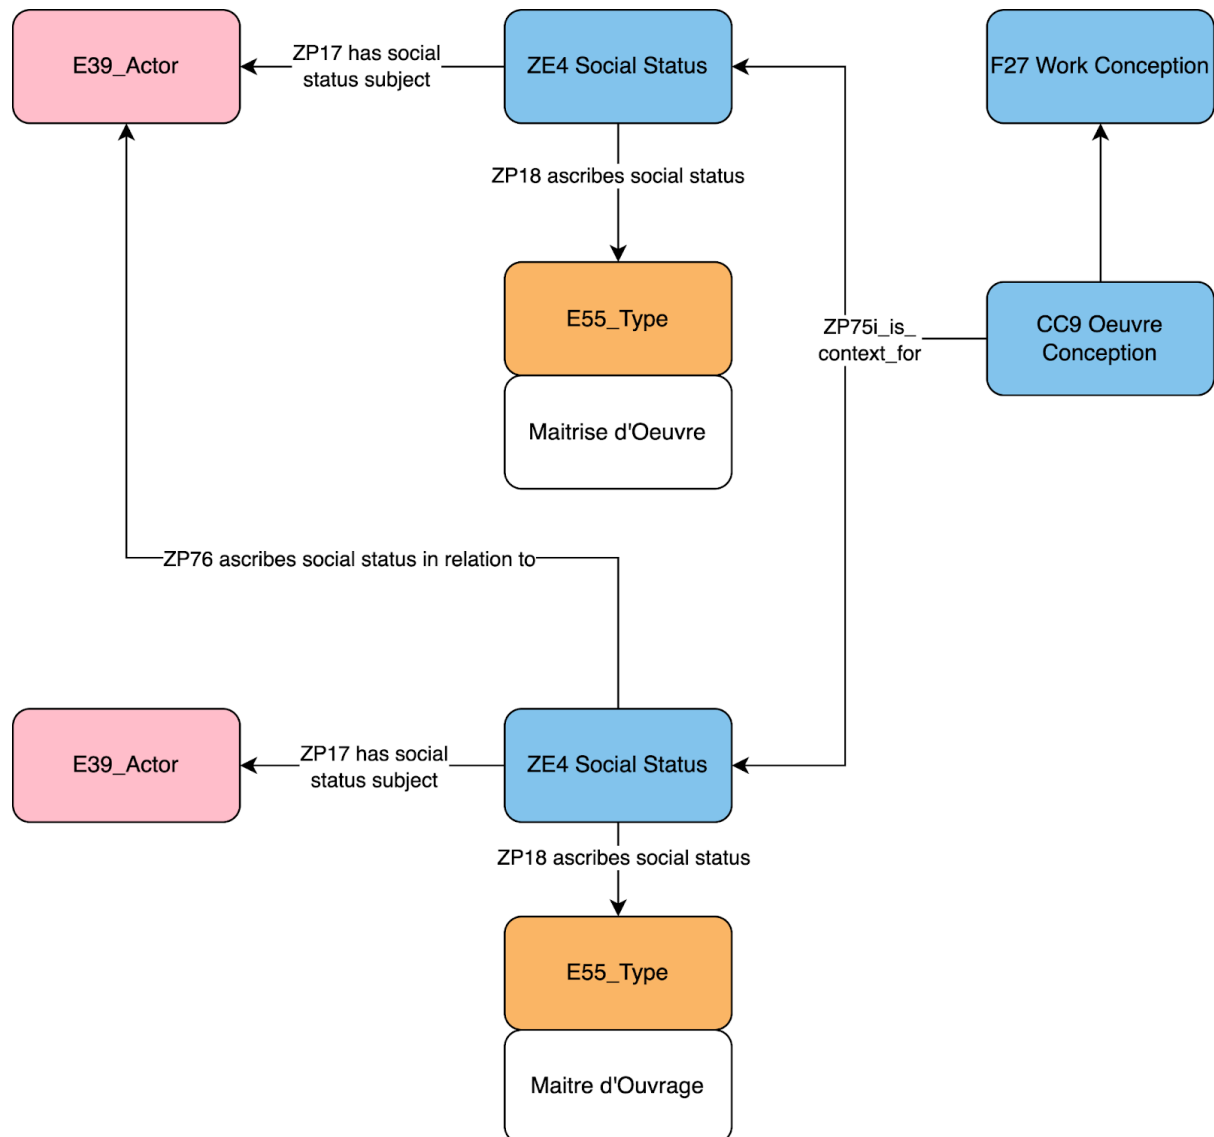 E39_Actor
ZP17 has social
status subject
ZE4 Social Status
F27 Work Conception
ZP18 ascribes social status
E55_Type
Maitrise d'Oeuvre
ZP75i_is_
context_for
CC9 Oeuvre
Conception
ZP76 ascribes social status in relation to
E39_Actor
ZP17 has social
status subject
ZE4 Social Status
ZP18 ascribes social status
E55_Type
Maitre d'Ouvrage